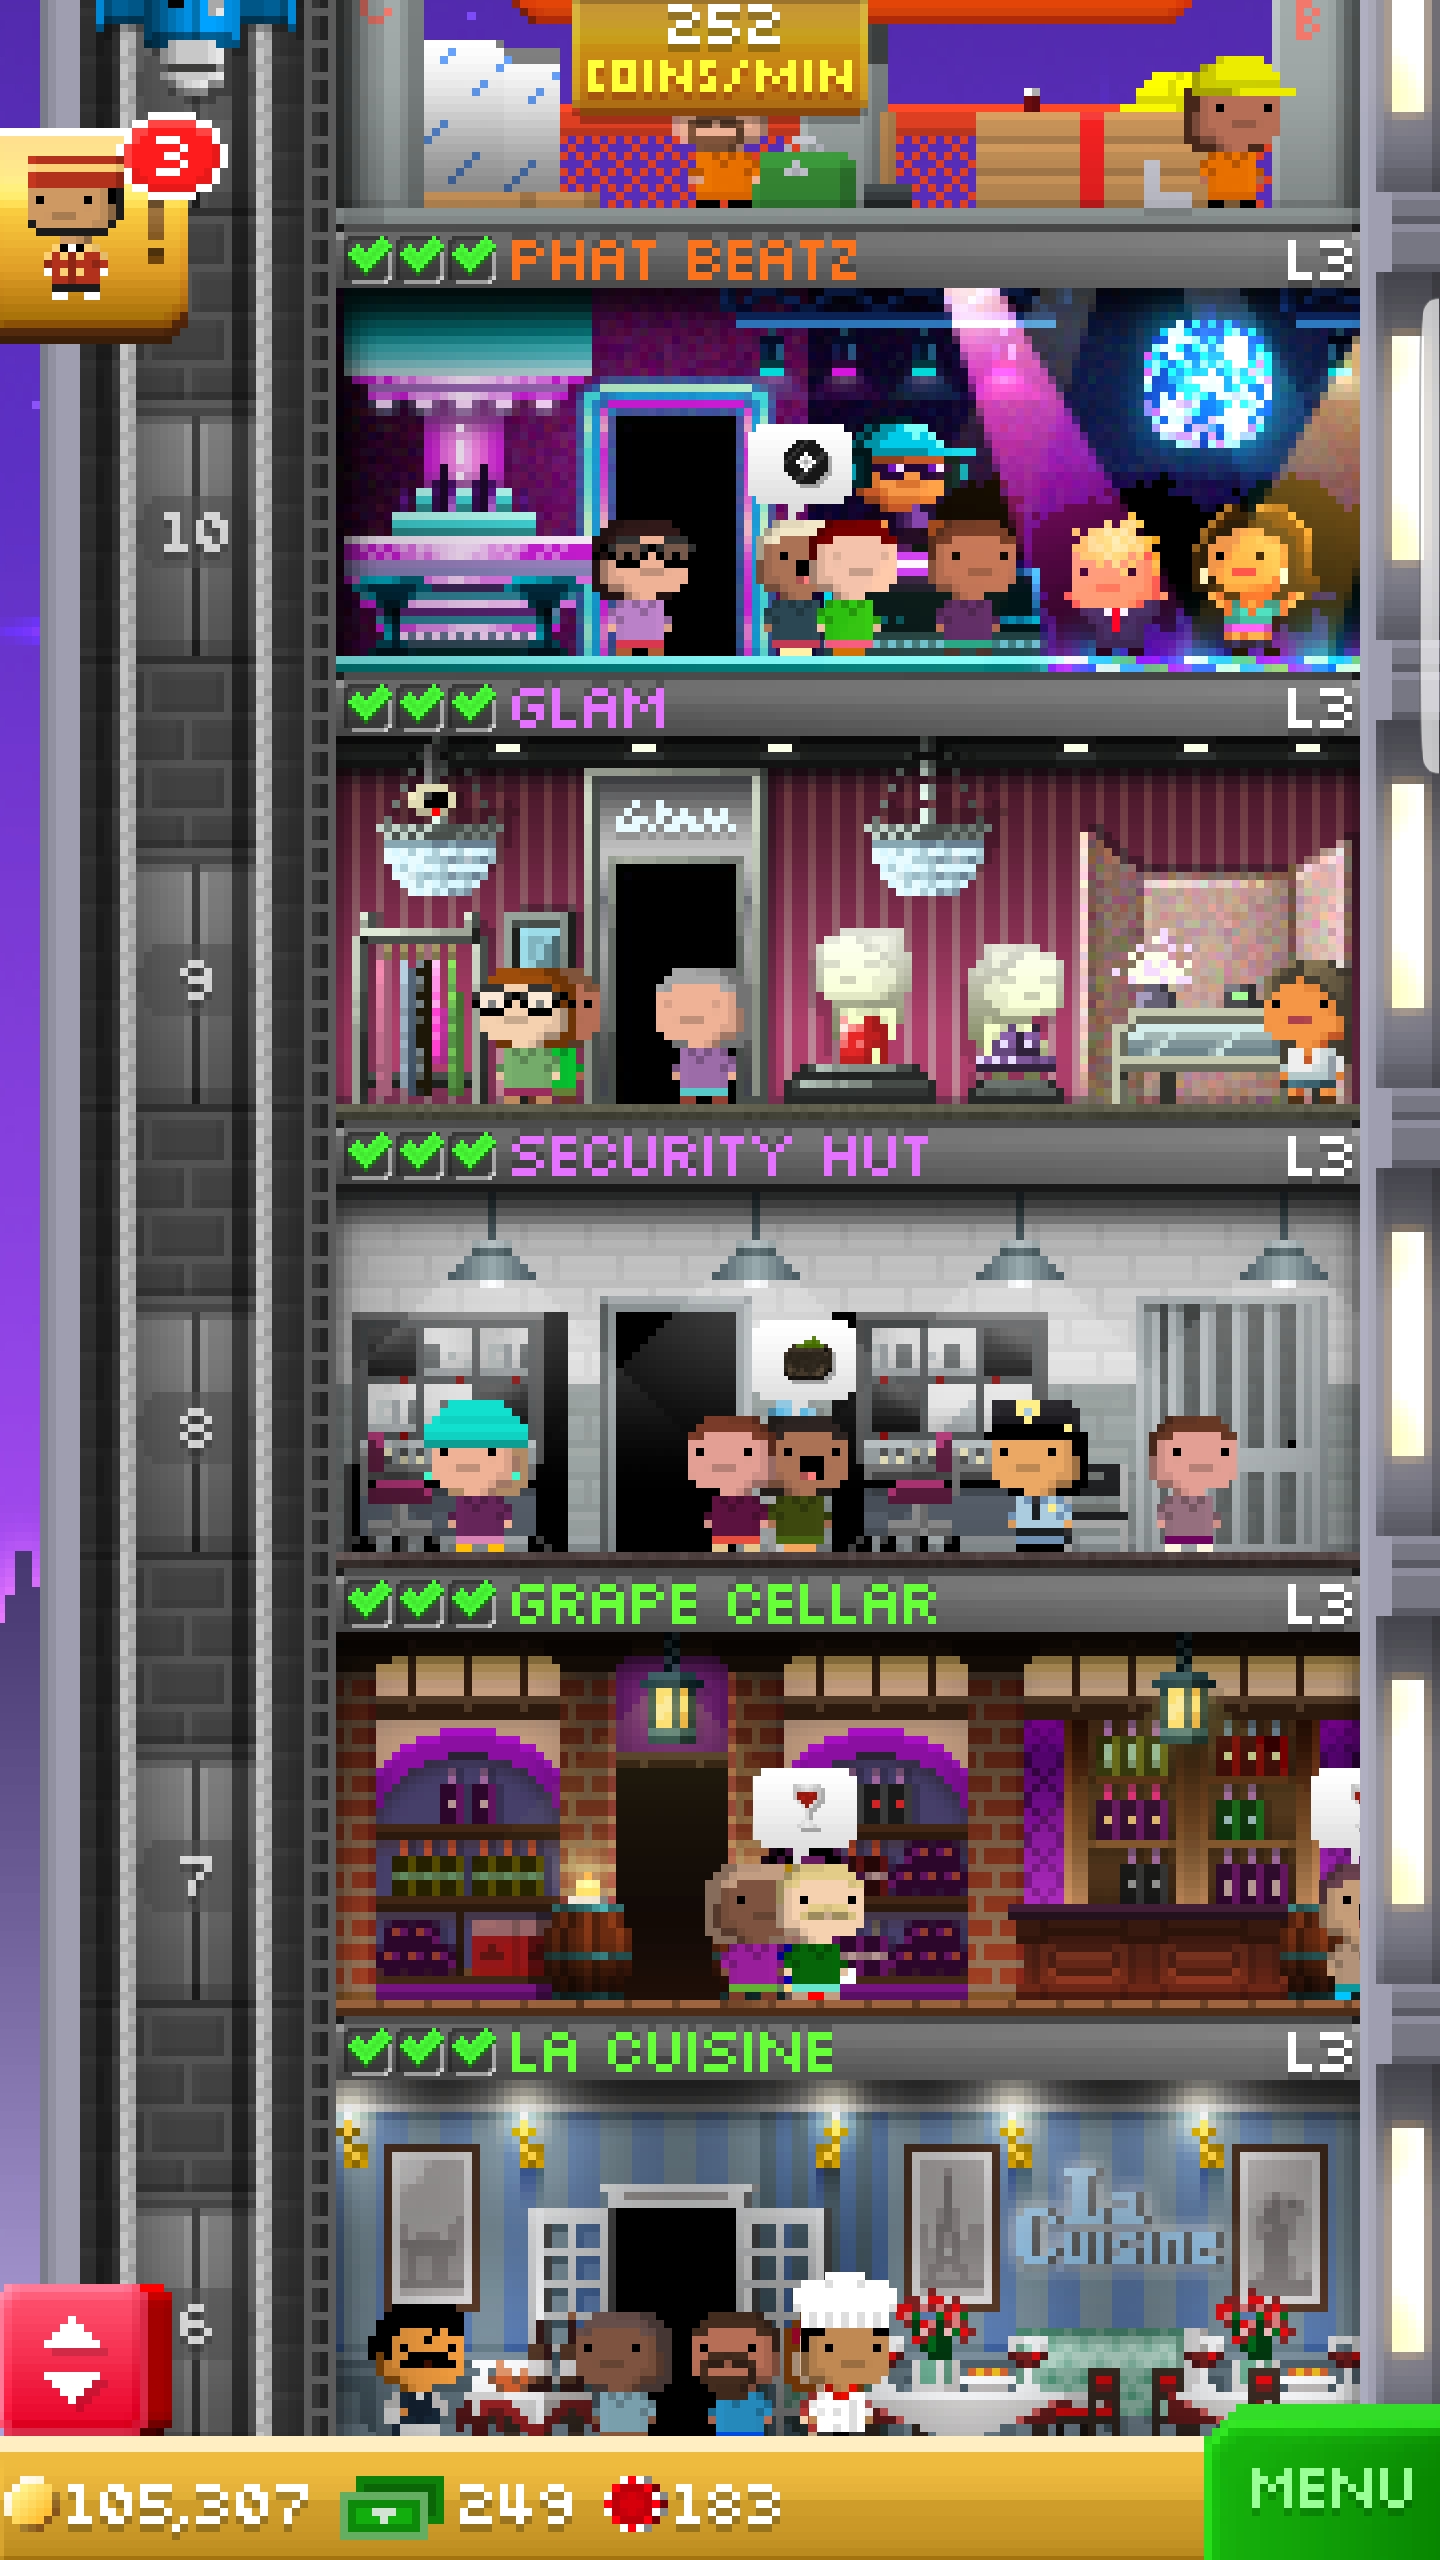 252
COINS/MIN
3
PHAT BEATZ L3
10
GLAM L3
Glam
9
SECURITY HUT L3
8
GRAPE CELLAR L3
7
LA CUISINE L3
La
Cuisine
6
105,307 249 183
MENU